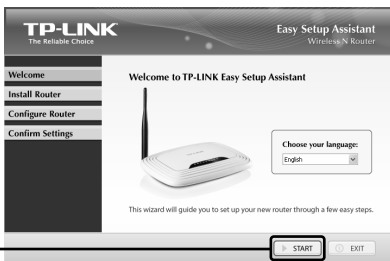 TP-LINK
The Reliable Choice
Easy Setup Assistant
Wireless N Router
Welcome
Install Router
Configure Router
Confirm Settings
Welcome to TP-LINK Easy Setup Assistant
TP-LINK
Choose your language:
English
This wizard will guide you to set up your new router through a few easy steps.
START
EXIT